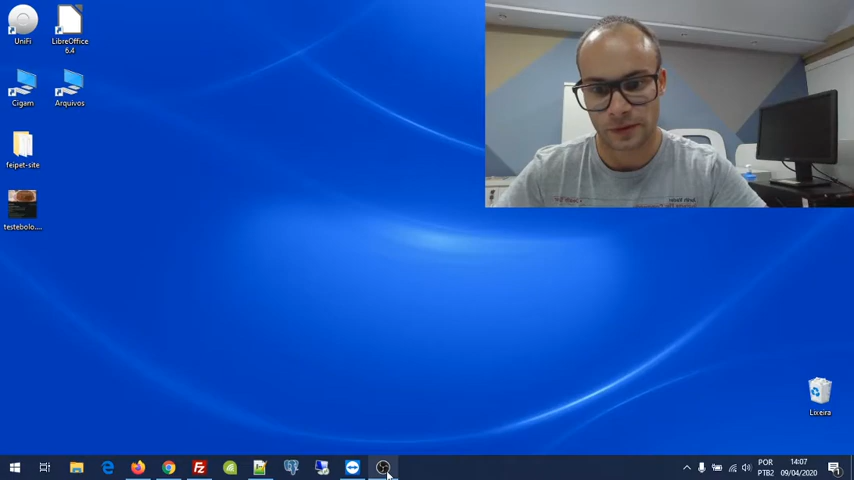 UniFi
LibreOffice
6.4
Cigam
Arquivos
feipet-site
testebolo....
Lixeira
POR
PTB2
14:07
09/04/2020